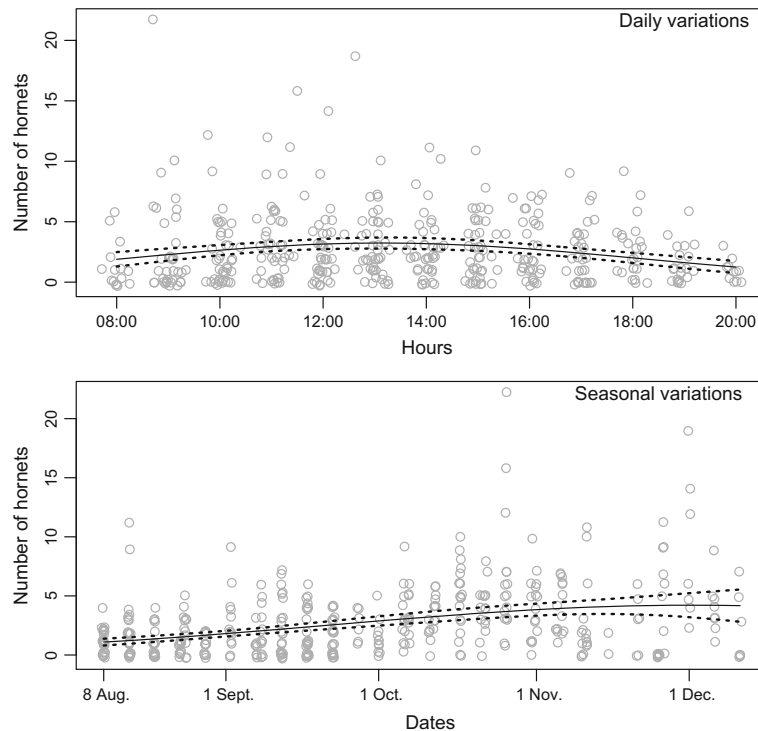 Daily variations
Number of hornets
20
15
10
5
0
08:00 10:00 12:00 14:00 16:00 18:00 20:00
Hours
Seasonal variations
Number of hornets
20
15
10
5
0
8 Aug. 1 Sept. 1 Oct. 1 Nov. 1 Dec.
Dates